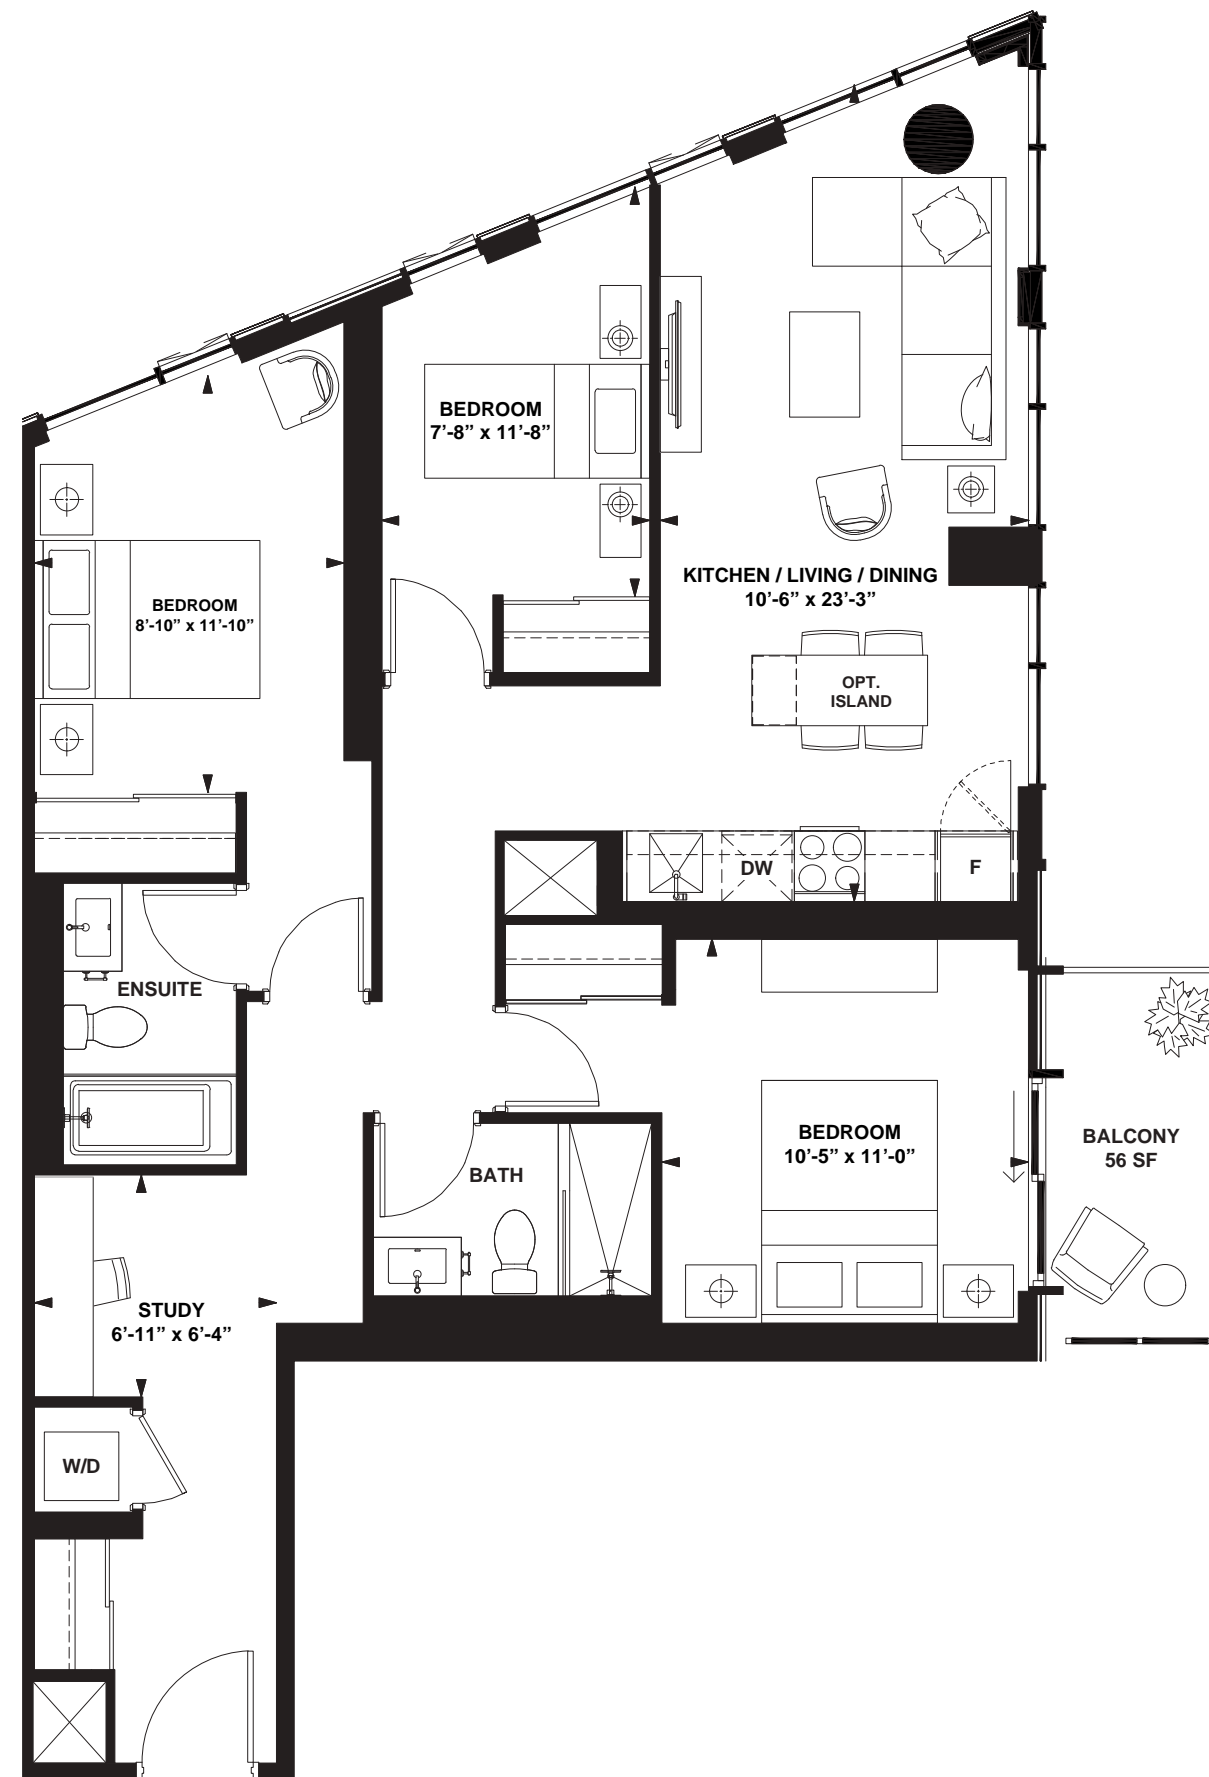 BEDROOM
7’-8” x 11’-8”
KITCHEN / LIVING / DINING
10’-6” x 23’-3”
BEDROOM
8’-10” x 11’-10”
OPT.
ISLAND
DW
F
ENSUITE
BATH
BEDROOM
10’-5” x 11’-0”
BALCONY
56 SF
STUDY
6’-11” x 6’-4”
W/D